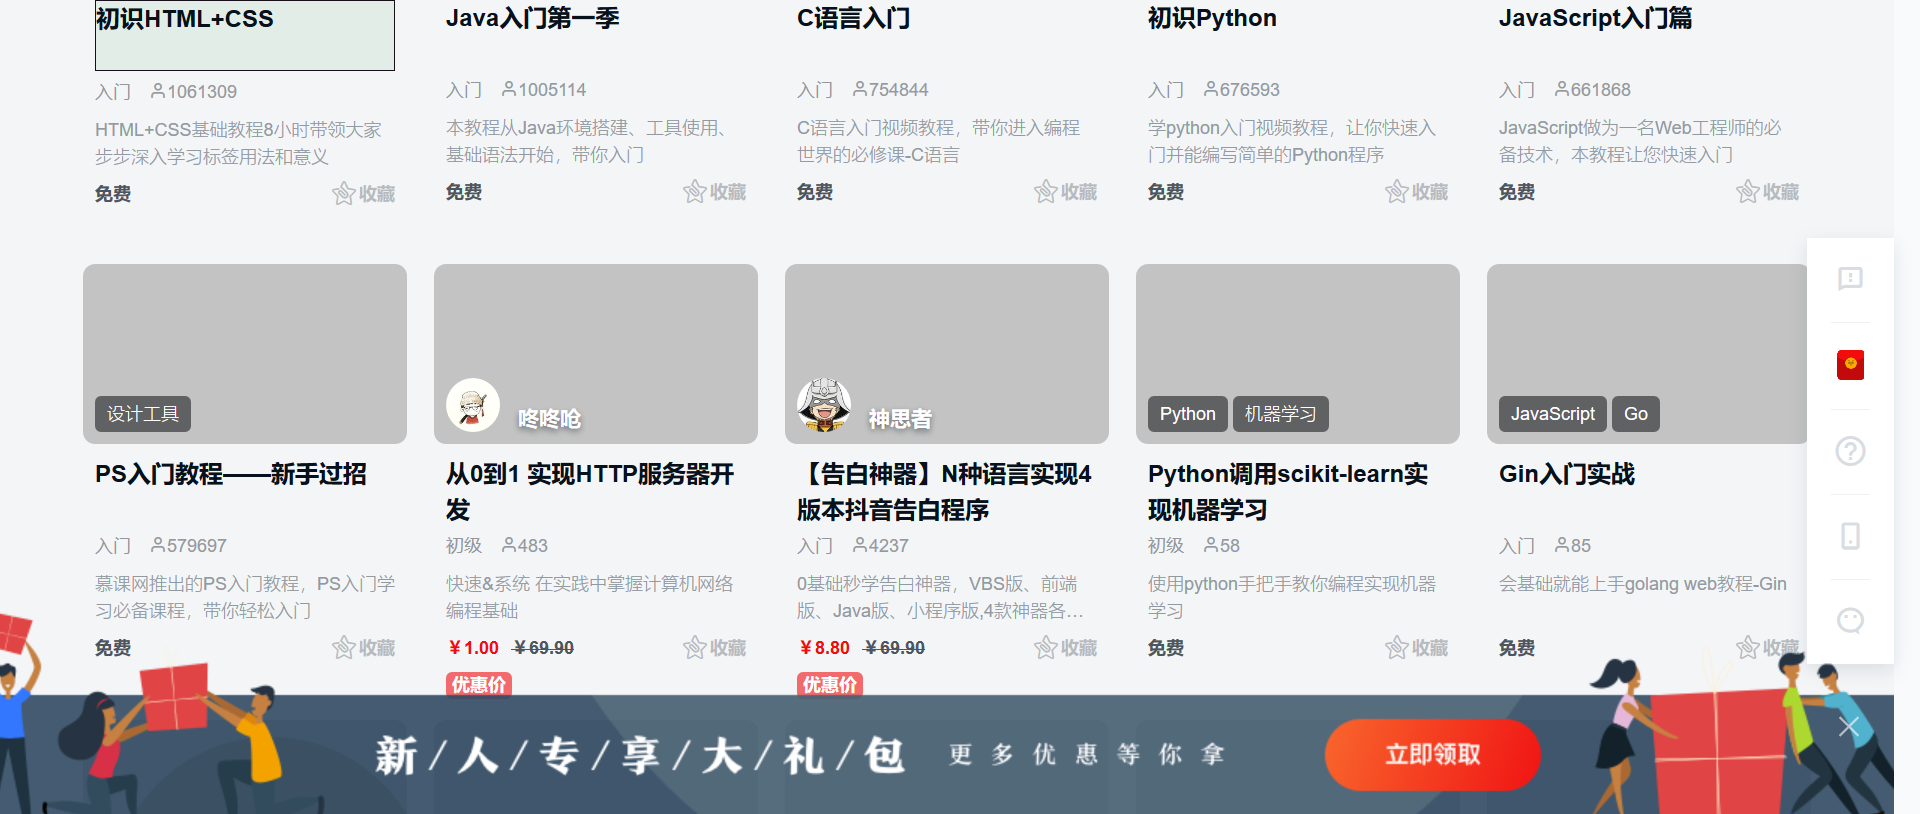 初识HTML+CSS
入门 1061309
HTML+CSS基础教程8小时带领大家
步步深入学习标签用法和意义
免费 收藏
Java入门第一季
入门 1005114
本教程从Java环境搭建、工具使用、
基础语法开始，带你入门
免费 收藏
C语言入门
入门 754844
C语言入门视频教程，带你进入编程
世界的必修课-C语言
免费 收藏
初识Python
入门 676593
学python入门视频教程，让你快速入
门并能编写简单的Python程序
免费 收藏
JavaScript入门篇
入门 661868
JavaScript做为一名Web工程师的必
备技术，本教程让您快速入门
免费 收藏
设计工具
PS入门教程——新手过招
入门 579697
慕课网推出的PS入门教程，PS入门学
习必备课程，带你轻松入门
免费 收藏
咚咚呛
从0到1 实现HTTP服务器开
发
初级 483
快速&系统 在实践中掌握计算机网络
编程基础
￥1.00 ￥69.90 收藏
优惠价
神思者
【告白神器】N种语言实现4
版本抖音告白程序
入门 4237
0基础秒学告白神器，VBS版、前端
版、Java版、小程序版,4款神器各...
￥8.80 ￥69.90 收藏
优惠价
Python 机器学习
Python调用scikit-learn实
现机器学习
初级 58
使用python手把手教你编程实现机器
学习
免费 收藏
JavaScript Go
Gin入门实战
入门 85
会基础就能上手golang web教程-Gin
免费 收藏
新/人/专/享/大/礼/包 更多优惠等你拿 立即领取